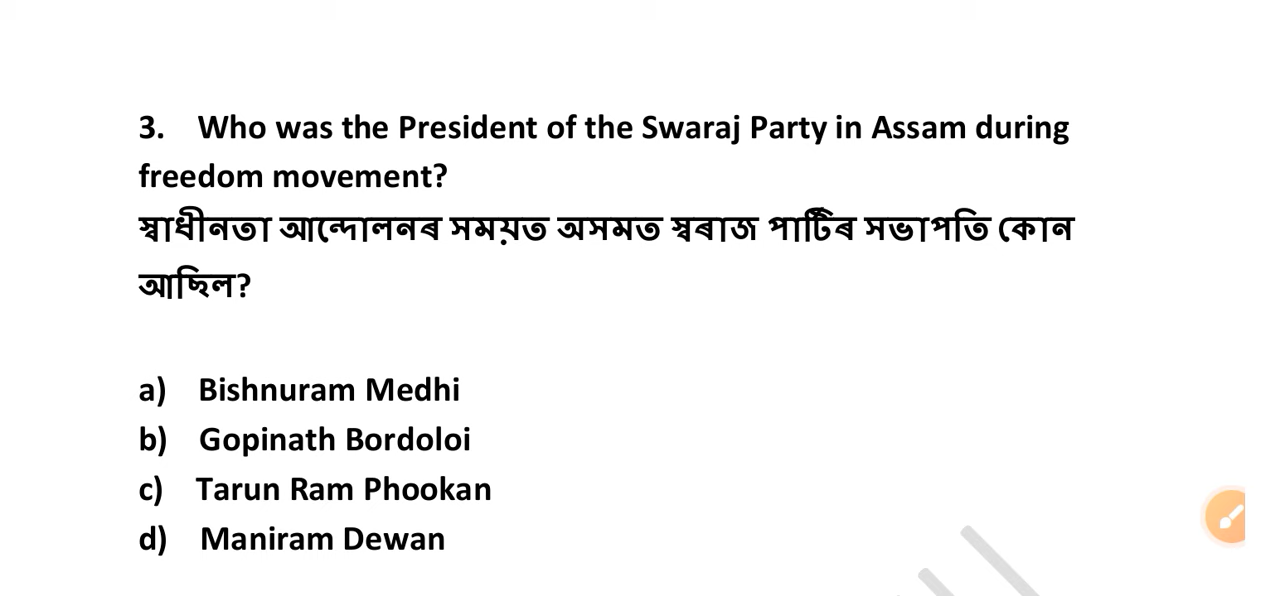 3. Who was the President of the Swaraj Party in Assam during
freedom movement?
স্বাধীনতা আন্দোলনৰ সময়ত অসমত স্বৰাজ পাৰ্টিৰ সভাপতি কোন
আছিল?
a) Bishnuram Medhi
b) Gopinath Bordoloi
c) Tarun Ram Phookan
d) Maniram Dewan